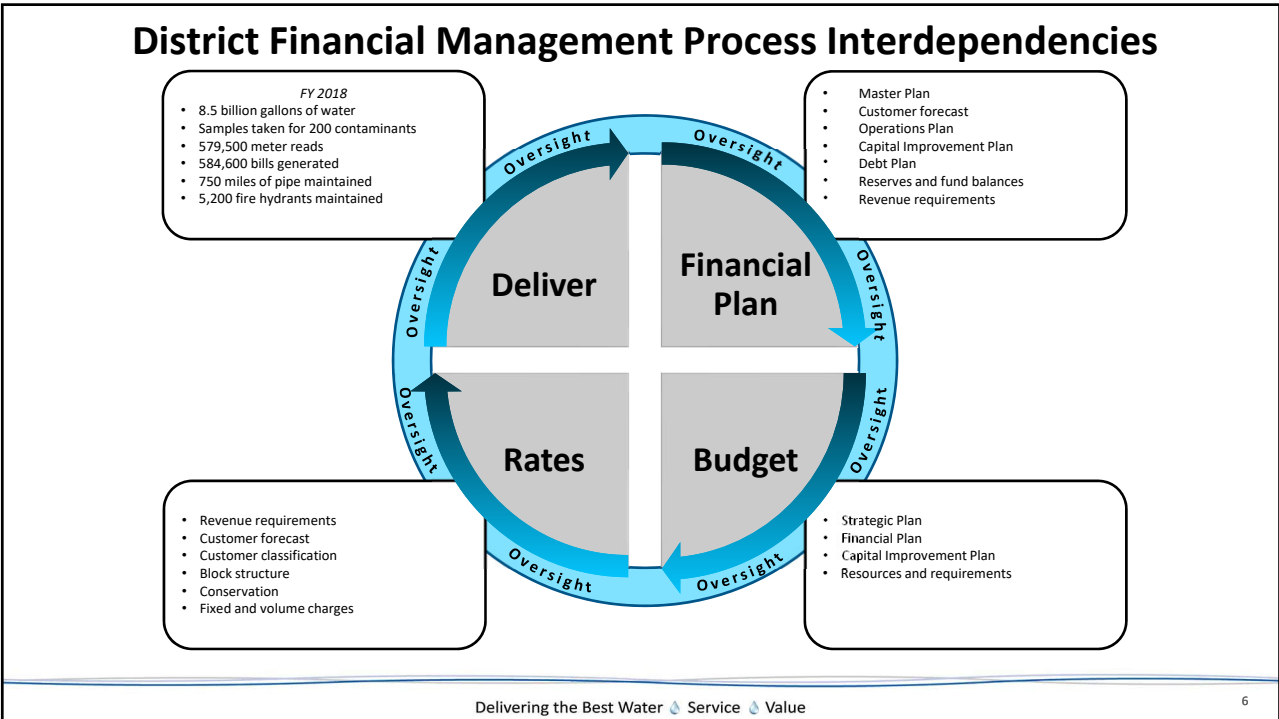 District Financial Management Process Interdependencies
FY 2018
• 8.5 billion gallons of water
• Samples taken for 200 contaminants
• 579,500 meter reads
• 584,600 bills generated
• 750 miles of pipe maintained
• 5,200 fire hydrants maintained
• Master Plan
• Customer forecast
• Operations Plan
• Capital Improvement Plan
• Debt Plan
• Reserves and fund balances
• Revenue requirements
Oversight
Oversight
Oversight
Oversight
Deliver
Financial
Plan
Rates
Budget
Oversight
Oversight
Oversight
Oversight
• Revenue requirements
• Customer forecast
• Customer classification
• Block structure
• Conservation
• Fixed and volume charges
• Strategic Plan
• Financial Plan
• Capital Improvement Plan
• Resources and requirements
Delivering the Best Water Service Value
6